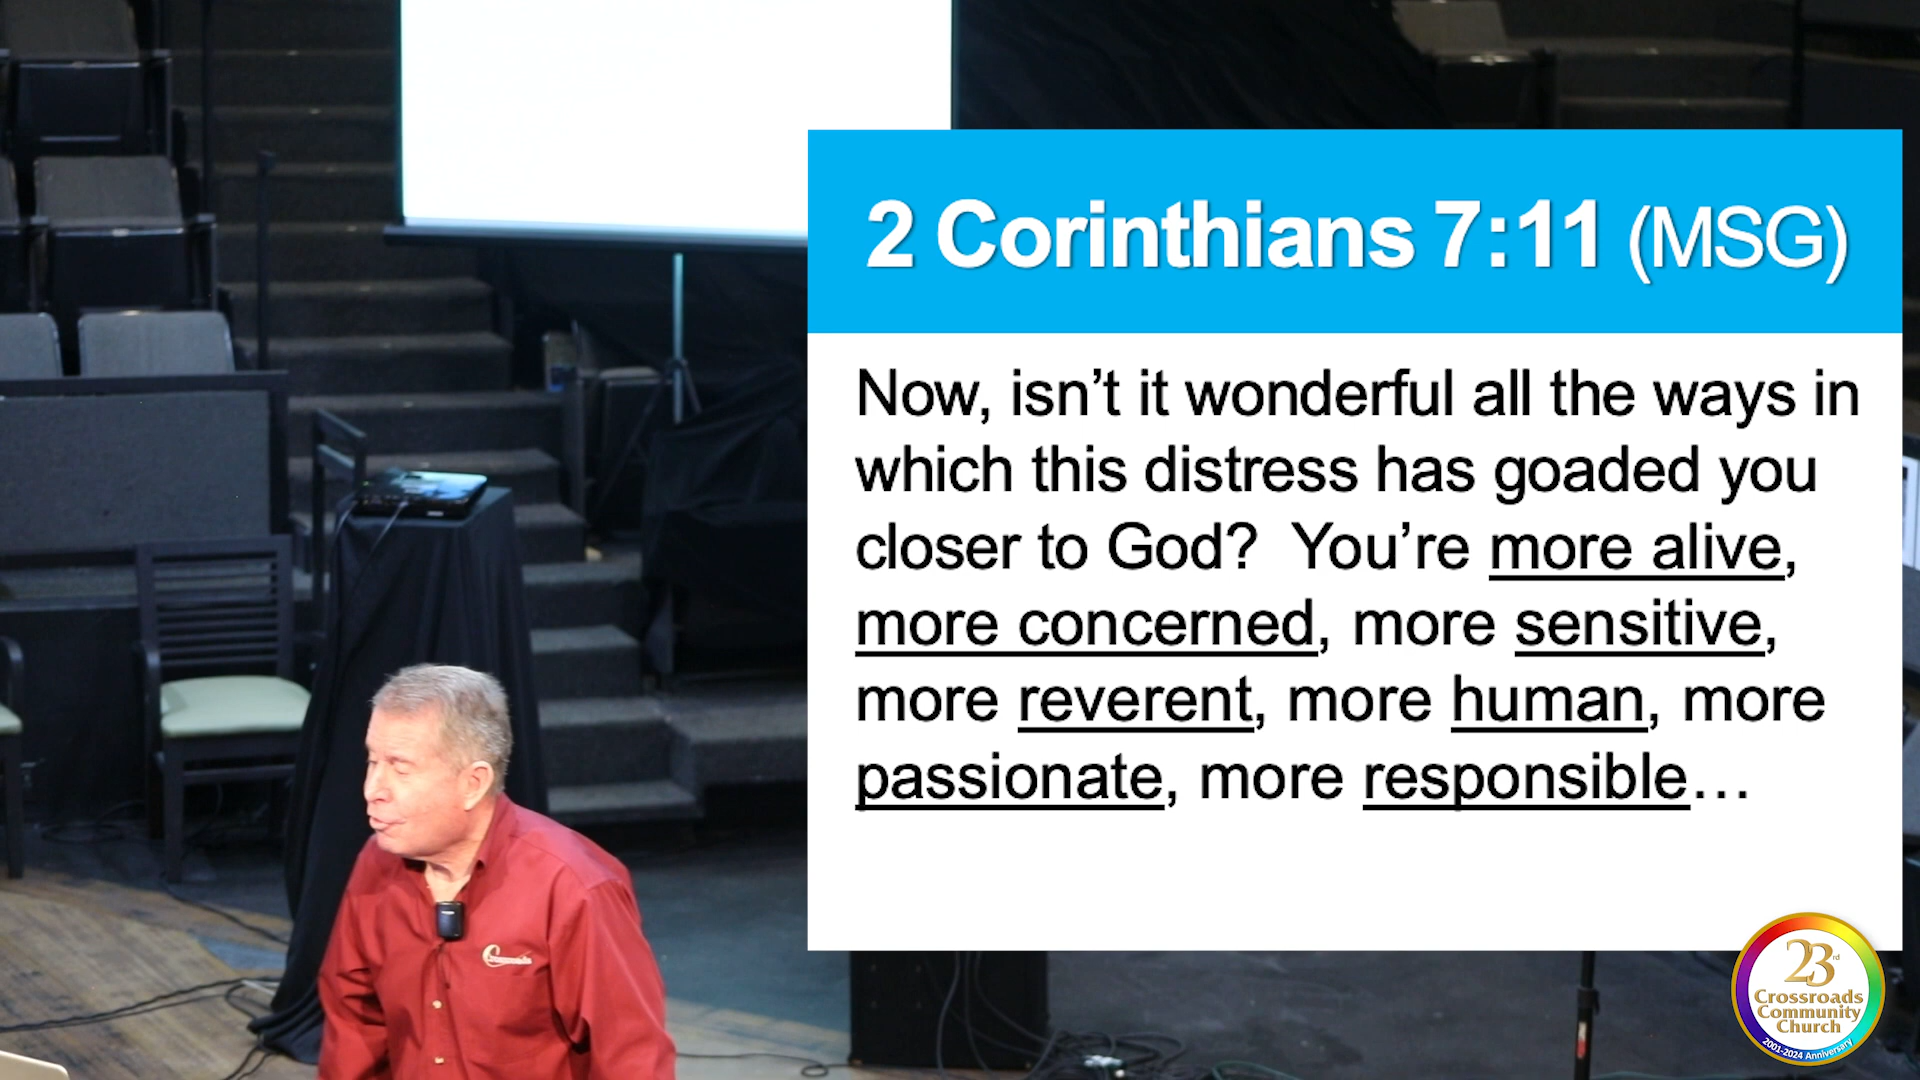 2 Corinthians 7:11 (MSG)
Now, isn’t it wonderful all the ways in
which this distress has goaded you
closer to God?  You’re more alive,
more concerned, more sensitive,
more reverent, more human, more
passionate, more responsible…
Crossroads
23rd
Crossroads
Community
Church
2001-2024 Anniversary